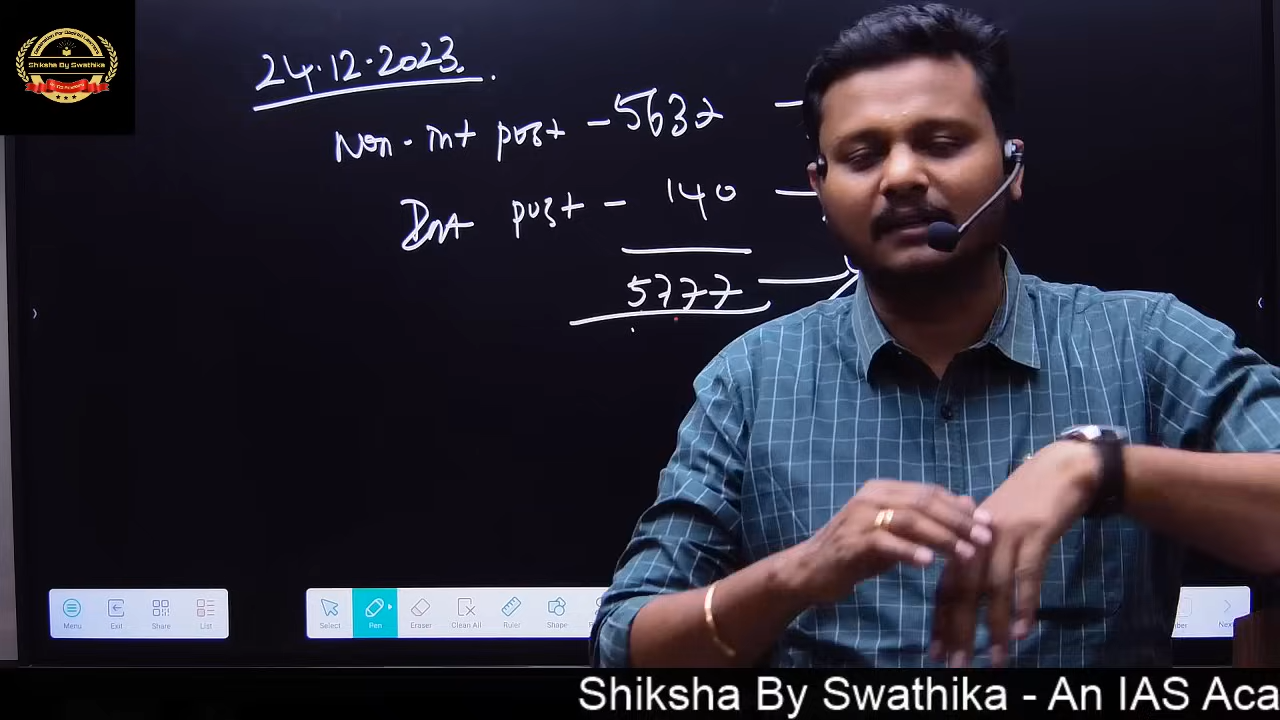 Shiksha By Swathika
24.12.2023.
Non-Int post - 5632 -
Int post - 140 -
5777
Menu
Exit
Share
List
Select
Pen
Eraser
Clean All
Ruler
Shape
Shiksha By Swathika - An IAS Aca